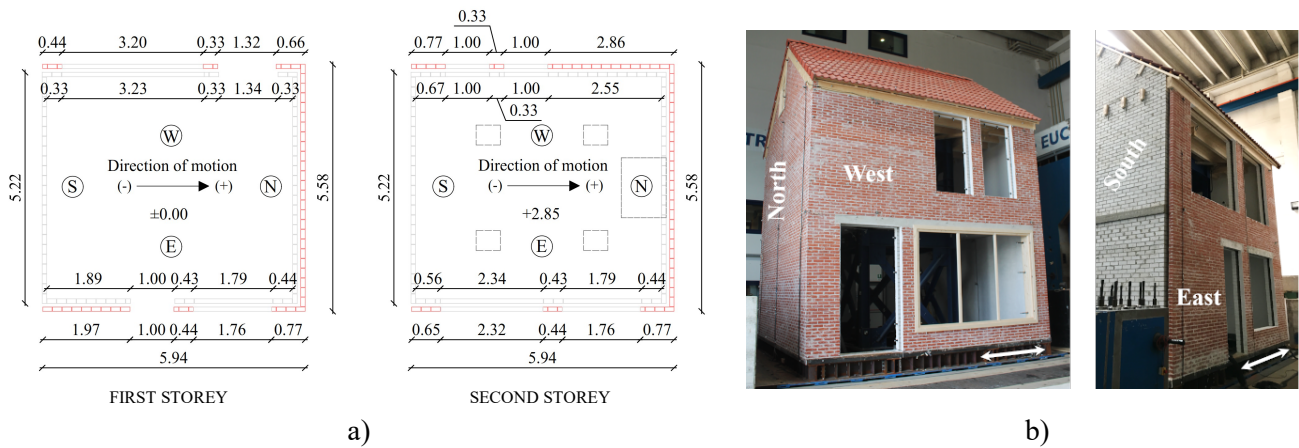 0.33
0.44 3.20 0.33 1.32 0.66
0.77 1.00 1.00 2.86
0.33 3.23 0.33 1.34 0.33
0.67 1.00 1.00 2.55
0.33
W
W
Direction of motion
Direction of motion
S (-) (+) N
S (-) (+) N
5.22
5.58
5.22
5.58
±0.00
+2.85
E
E
1.89 1.00 0.43 1.79 0.44
0.56 2.34 0.43 1.79 0.44
1.97 1.00 0.44 1.76 0.77
0.65 2.32 0.44 1.76 0.77
5.94
5.94
FIRST STOREY
SECOND STOREY
a)
North
West
TR
EUC
South
East
b)